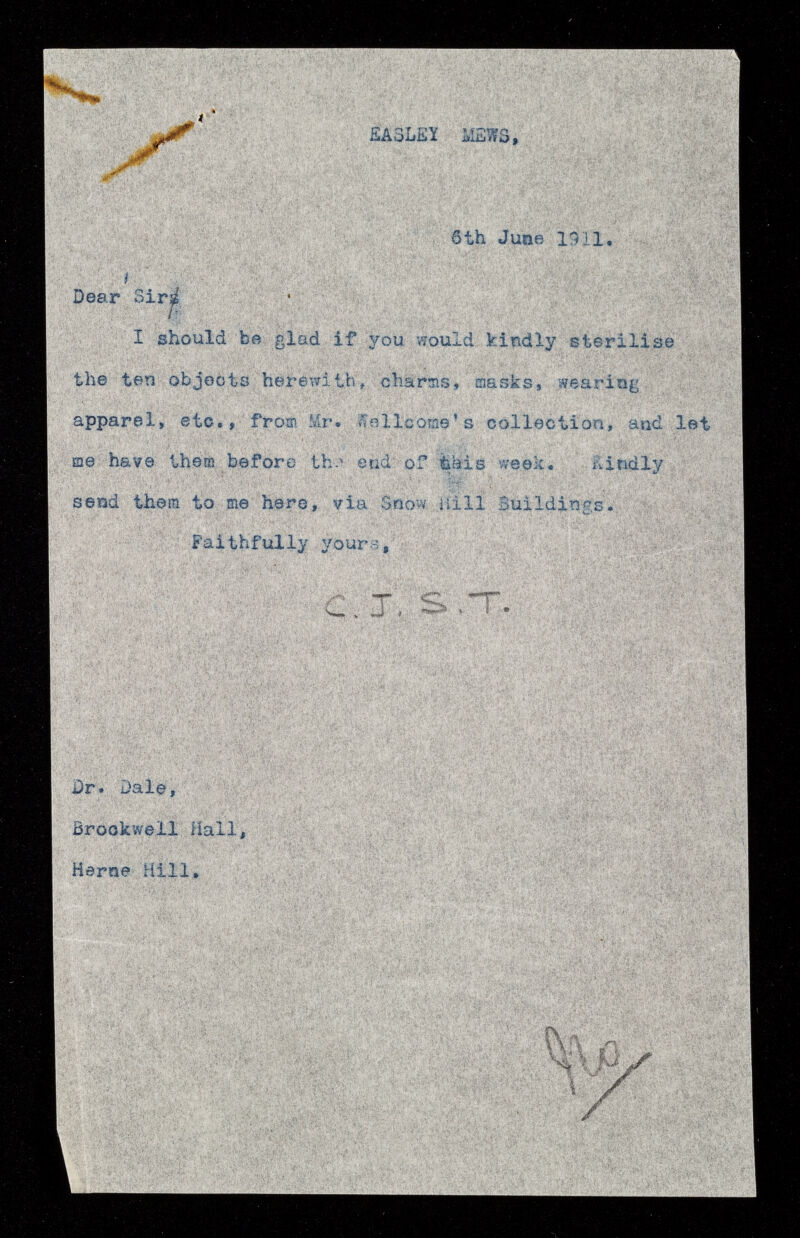 EASLEY MEWS,
6th June 1911.
Dear Sir,
I should be glad if you would kindly sterilise
the ten objects herewith, charms, masks, wearing
apparel, etc., from Mr. Wellcome's collection, and let
me have them before the end of this week. Kindly
send them to me here, via Snow Hill Buildings.
Faithfully yours,
C. J. S. T.
Dr. Dale,
Brockwell Hall,
Herne Hill.